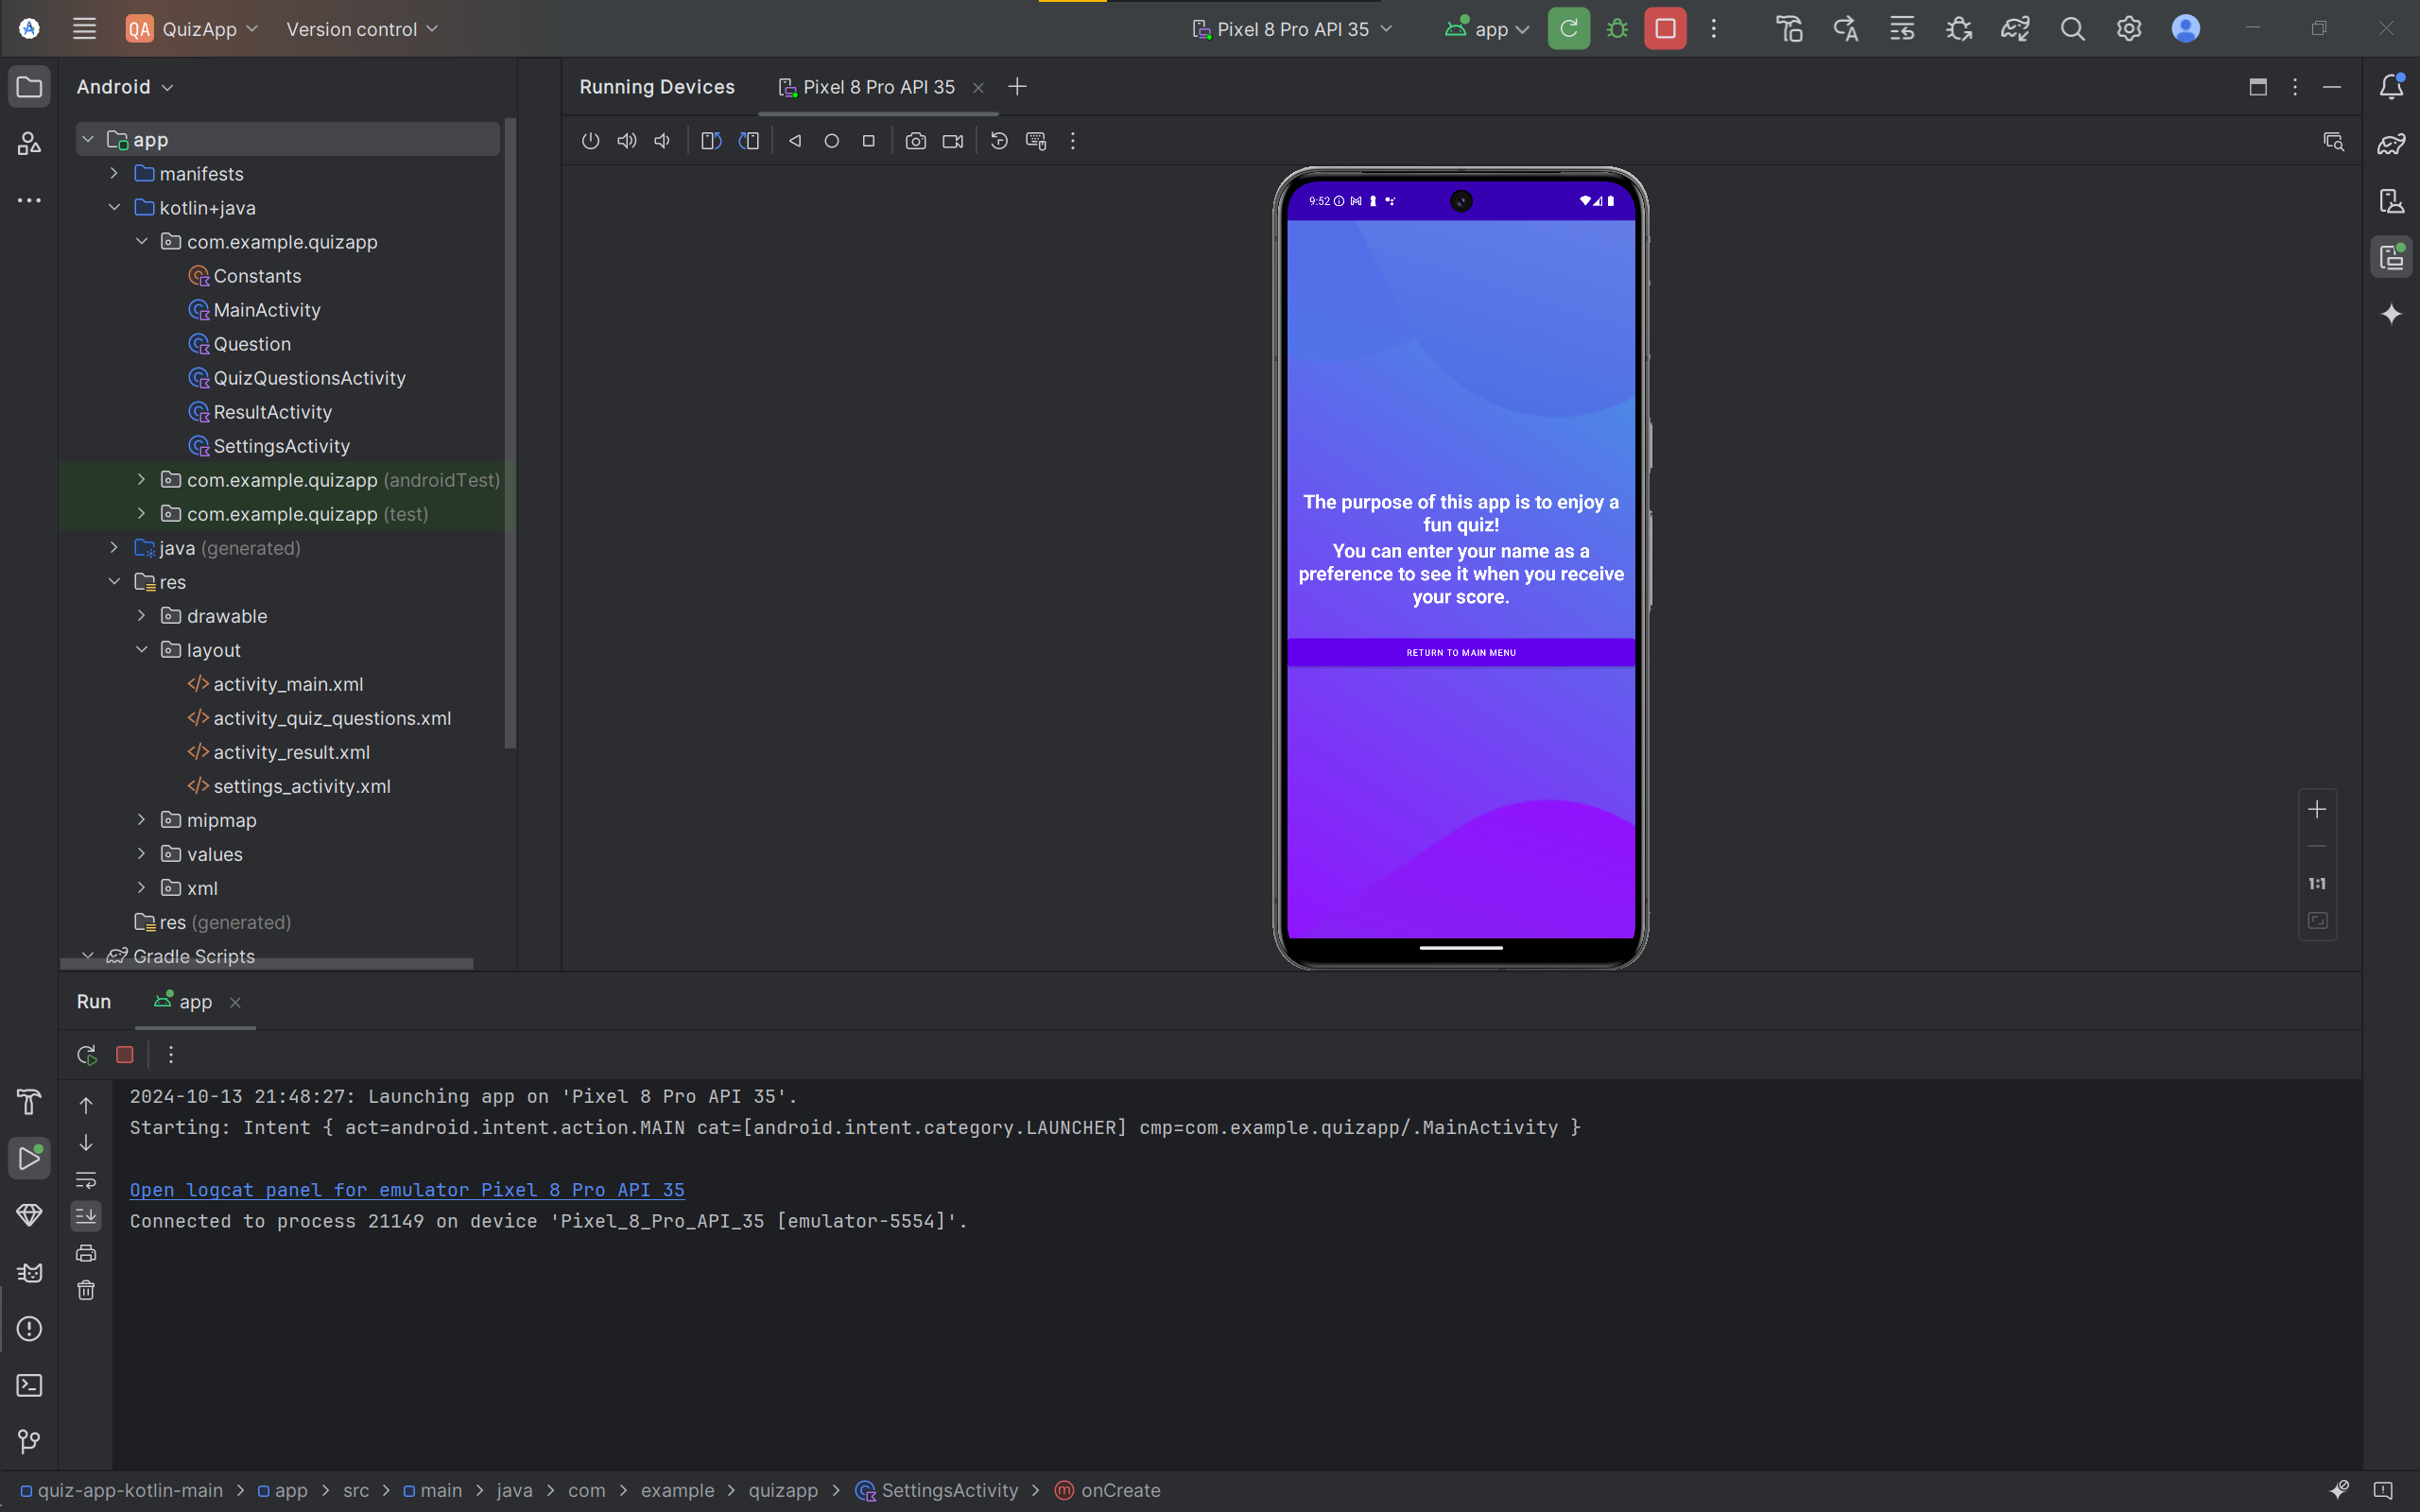 QA QuizApp Version control Pixel 8 Pro API 35 app
Android
Running Devices Pixel 8 Pro API 35
app
manifests
kotlin+java
com.example.quizapp
Constants
MainActivity
Question
QuizQuestionsActivity
ResultActivity
SettingsActivity
com.example.quizapp (androidTest)
com.example.quizapp (test)
java (generated)
res
drawable
layout
activity_main.xml
activity_quiz_questions.xml
activity_result.xml
settings_activity.xml
mipmap
values
xml
res (generated)
Gradle Scripts
9:52
The purpose of this app is to enjoy a
fun quiz!
You can enter your name as a
preference to see it when you receive
your score.
RETURN TO MAIN MENU
1:1
Run app
2024-10-13 21:48:27: Launching app on 'Pixel 8 Pro API 35'.
Starting: Intent { act=android.intent.action.MAIN cat=[android.intent.category.LAUNCHER] cmp=com.example.quizapp/.MainActivity }
Open logcat panel for emulator Pixel 8 Pro API 35
Connected to process 21149 on device 'Pixel_8_Pro_API_35 [emulator-5554]'.
quiz-app-kotlin-main > app > src > main > java > com > example > quizapp > SettingsActivity > onCreate